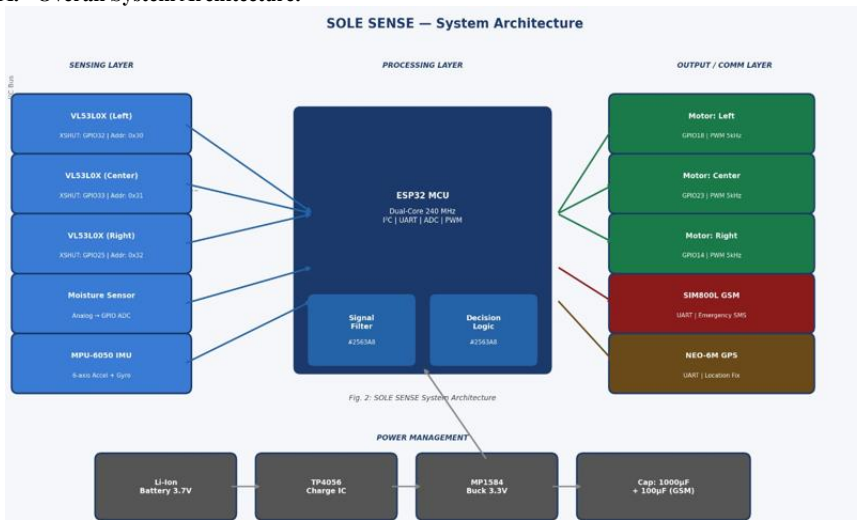 A. Overall System Architecture:
SOLE SENSE — System Architecture
SENSING LAYER
PROCESSING LAYER
OUTPUT / COMM LAYER
I²C Bus
VL53L0X (Left)
XSHUT: GPIO32 | Addr: 0x30
VL53L0X (Center)
XSHUT: GPIO33 | Addr: 0x31
VL53L0X (Right)
XSHUT: GPIO25 | Addr: 0x32
Moisture Sensor
Analog → GPIO ADC
MPU-6050 IMU
6-axis Accel + Gyro
ESP32 MCU
Dual-Core 240 MHz
I²C | UART | ADC | PWM
Signal
Filter
#2563A8
Decision
Logic
#2563A8
Motor: Left
GPIO18 | PWM 5kHz
Motor: Center
GPIO23 | PWM 5kHz
Motor: Right
GPIO14 | PWM 5kHz
SIM800L GSM
UART | Emergency SMS
NEO-6M GPS
UART | Location Fix
Fig. 2: SOLE SENSE System Architecture
POWER MANAGEMENT
Li-Ion
Battery 3.7V
TP4056
Charge IC
MP1584
Buck 3.3V
Cap: 1000µF
+ 100µF (GSM)